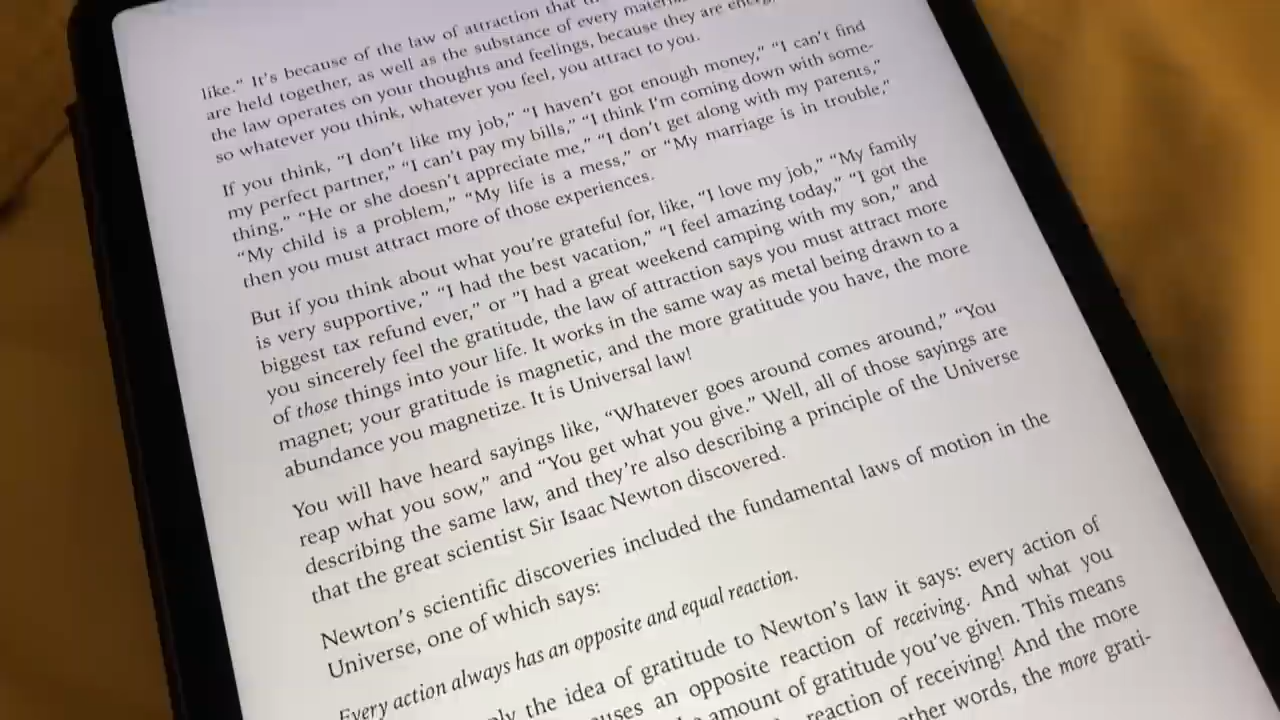 like.” It’s because of the law of attraction that
are held together, as well as the substance of every
the law operates on your thoughts and feelings, because they are
so whatever you think, whatever you feel, you attract to you.
If you think, “I don’t like my job,” “I haven’t got enough money,” “I can’t find
my perfect partner,” “I can’t pay my bills,” “I think I’m coming down with some-
thing,” “He or she doesn’t appreciate me,” “I don’t get along with my parents,”
“My child is a problem,” “My life is a mess,” or “My marriage is in trouble,”
then you must attract more of those experiences.
But if you think about what you’re grateful for, like, “I love my job,” “My family
is very supportive,” “I had the best vacation,” “I feel amazing today,” “I got the
biggest tax refund ever,” or “I had a great weekend camping with my son,” and
you sincerely feel the gratitude, the law of attraction says you must attract more
of those things into your life. It works in the same way as metal being drawn to a
magnet; your gratitude is magnetic, and the more gratitude you have, the more
abundance you magnetize. It is Universal law!
You will have heard sayings like, “Whatever goes around comes around,” “You
reap what you sow,” and “You get what you give.” Well, all of those sayings are
describing the same law, and they’re also describing a principle of the Universe
that the great scientist Sir Isaac Newton discovered.
Newton’s scientific discoveries included the fundamental laws of motion in the
Universe, one of which says:
Every action always has an opposite and equal reaction.
the idea of gratitude to Newton’s law it says: every action of
an opposite reaction of receiving. And what you
amount of gratitude you’ve given. This means
reaction of receiving! And the more
words, the more grati-